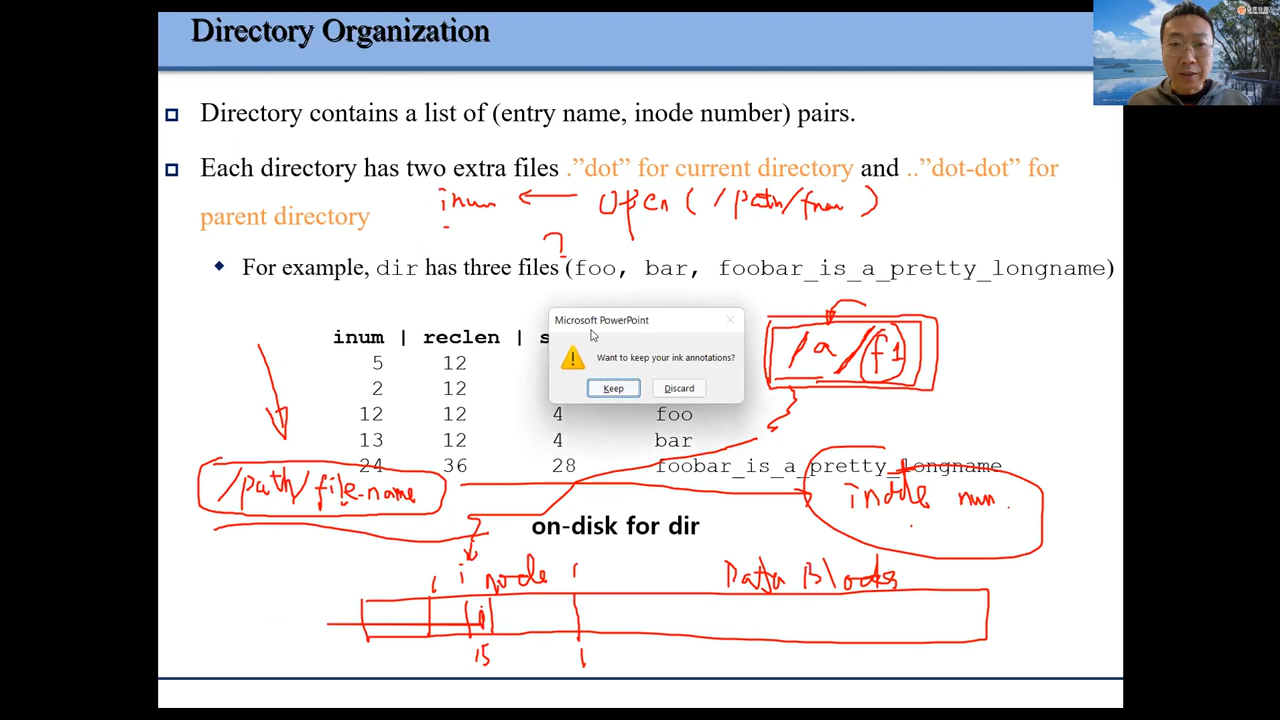 Directory Organization
Directory contains a list of (entry name, inode number) pairs.
Each directory has two extra files .”dot” for current directory and ..”dot-dot” for
parent directory
inum ← open ( /path/fnam )
?
For example, dir has three files (foo, bar, foobar_is_a_pretty_longname)
Microsoft PowerPoint
Want to keep your ink annotations?
Keep Discard
/a/f1
inum | reclen | s
5 12
2 12
12 12 4 foo
13 12 4 bar
24 36 28 foobar_is_a_pretty_longname
/path/file-name
inode num
on-disk for dir
inode Data Blocks
i
15